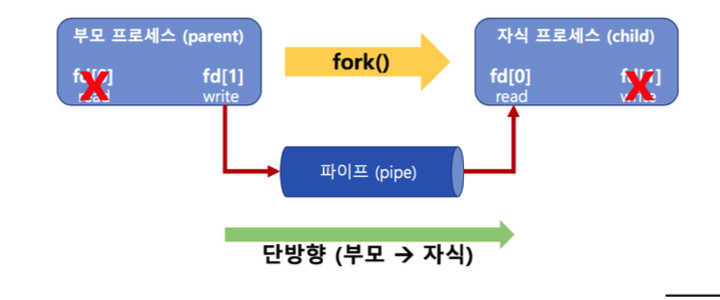 부모 프로세스 (parent)
fd[0] fd[1]
read write
fork()
자식 프로세스 (child)
fd[0] fd[1]
read write
파이프 (pipe)
단방향 (부모 → 자식)